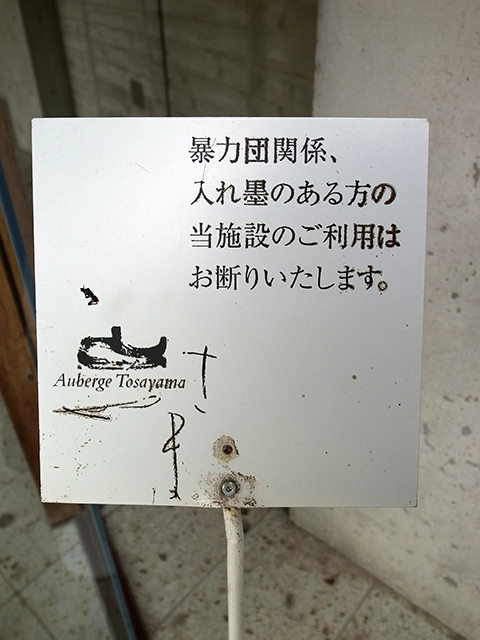 暴力団関係、
入れ墨のある方の
当施設のご利用は
お断りいたします。
Auberge Tosayama